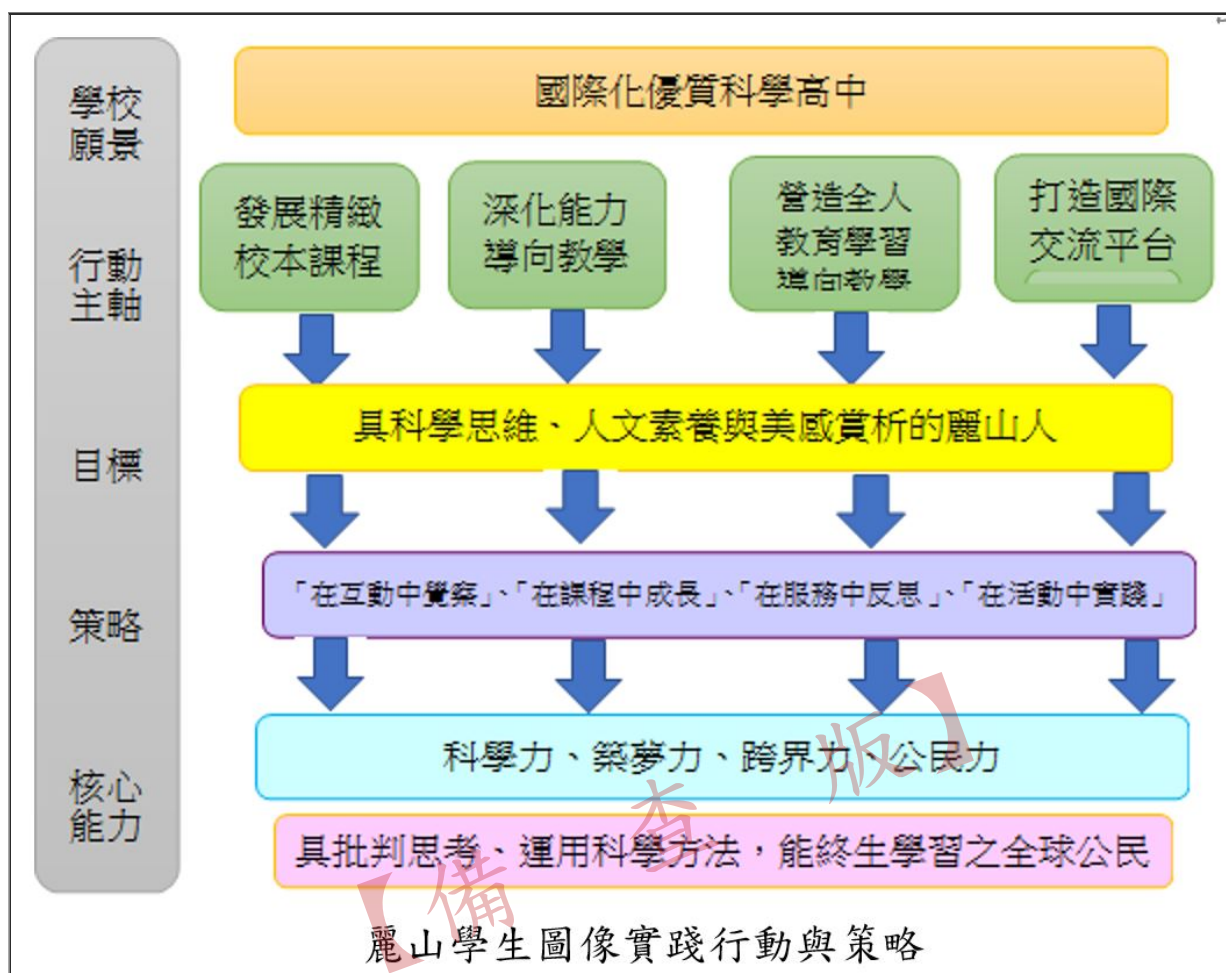 學校
願景
國際化優質科學高中
行動
主軸
發展精緻
校本課程
深化能力
導向教學
營造全人
教育學習
導向教學
打造國際
交流平台
目標
具科學思維、人文素養與美感賞析的麗山人
策略
「在互動中覺察」、「在課程中成長」、「在服務中反思」、「在活動中實踐」
核心
能力
科學力、築夢力、跨界力、公民力
具批判思考、運用科學方法，能終生學習之全球公民
麗山學生圖像實踐行動與策略
【備查版】